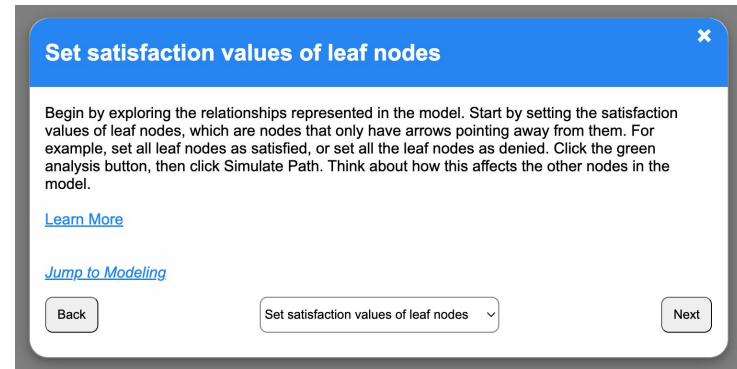 Set satisfaction values of leaf nodes
Begin by exploring the relationships represented in the model. Start by setting the satisfaction
values of leaf nodes, which are nodes that only have arrows pointing away from them. For
example, set all leaf nodes as satisfied, or set all the leaf nodes as denied. Click the green
analysis button, then click Simulate Path. Think about how this affects the other nodes in the
model.
Learn More
Jump to Modeling
Back
Set satisfaction values of leaf nodes
Next